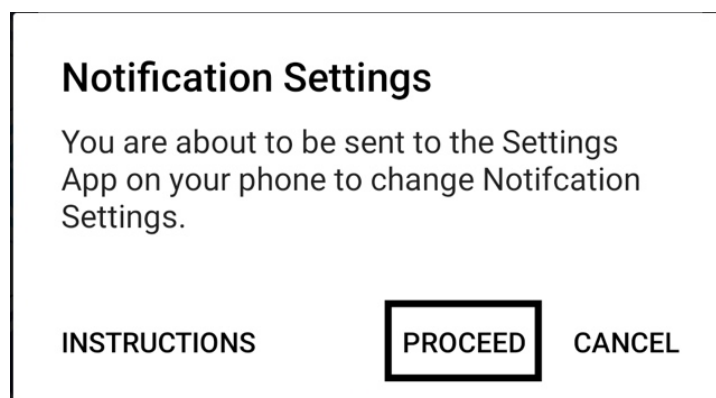 Notification Settings
You are about to be sent to the Settings
App on your phone to change Notifcation
Settings.
INSTRUCTIONS PROCEED CANCEL